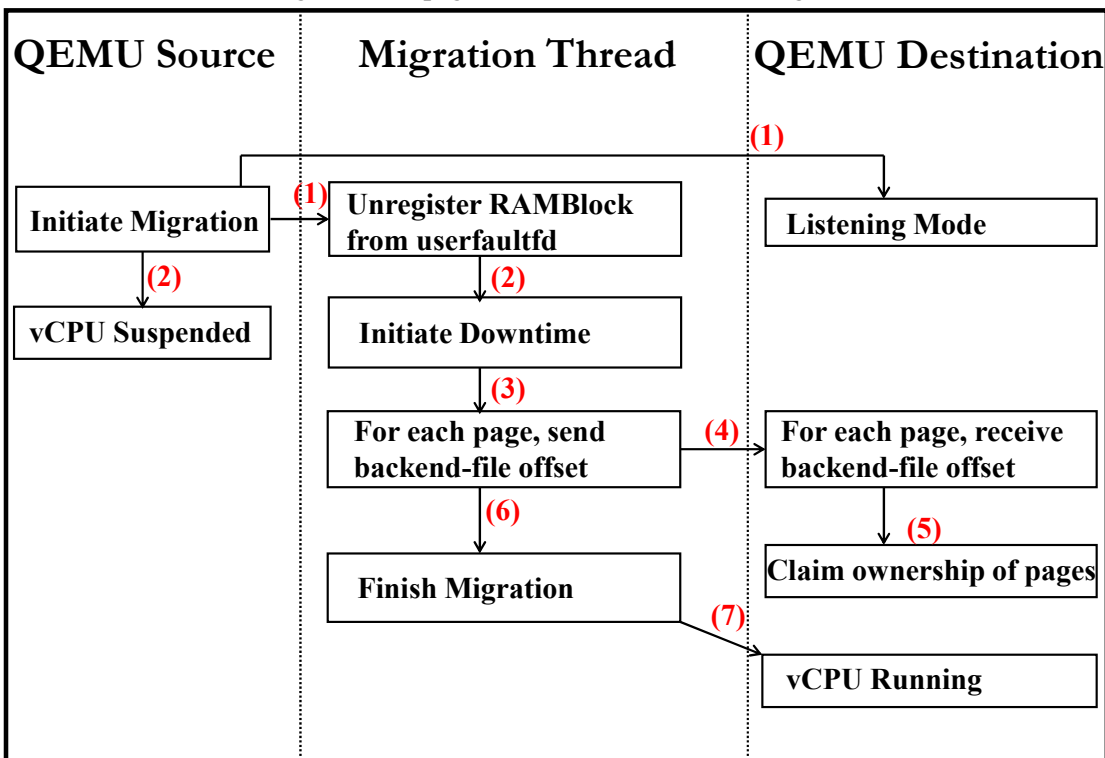 QEMU Source
Migration Thread
QEMU Destination
(1)
(1)
Initiate Migration
Unregister RAMBlock
from userfaultfd
Listening Mode
(2)
(2)
vCPU Suspended
Initiate Downtime
(3)
For each page, send
backend-file offset
(4)
For each page, receive
backend-file offset
(6)
(5)
Claim ownership of pages
Finish Migration
(7)
vCPU Running